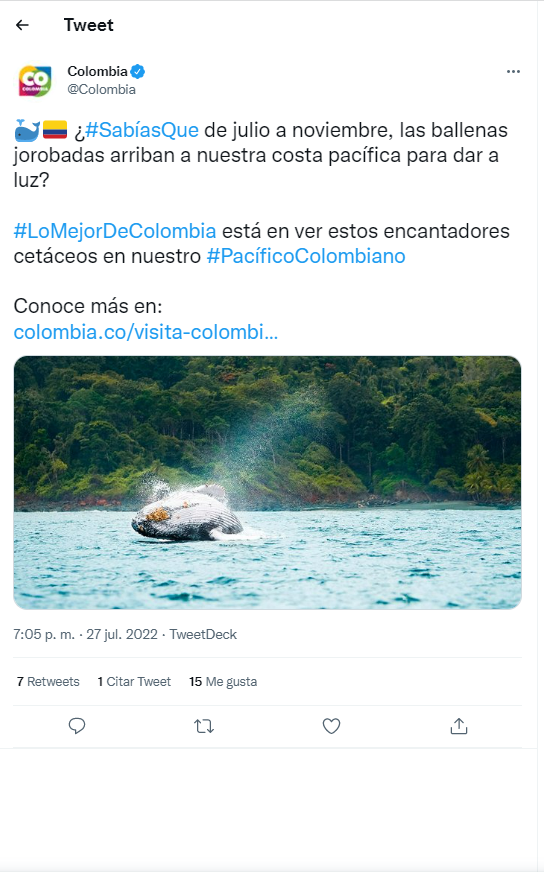 Tweet
Colombia
CO
COLOMBIA
@Colombia
🐳🇨🇴 ¿#SabíasQue de julio a noviembre, las ballenas
jorobadas arriban a nuestra costa pacífica para dar a
luz?
#LoMejorDeColombia está en ver estos encantadores
cetáceos en nuestro #PacíficoColombiano
Conoce más en:
colombia.co/visita-colombi...
7:05 p. m. · 27 jul. 2022 · TweetDeck
7 Retweets 1 Citar Tweet 15 Me gusta